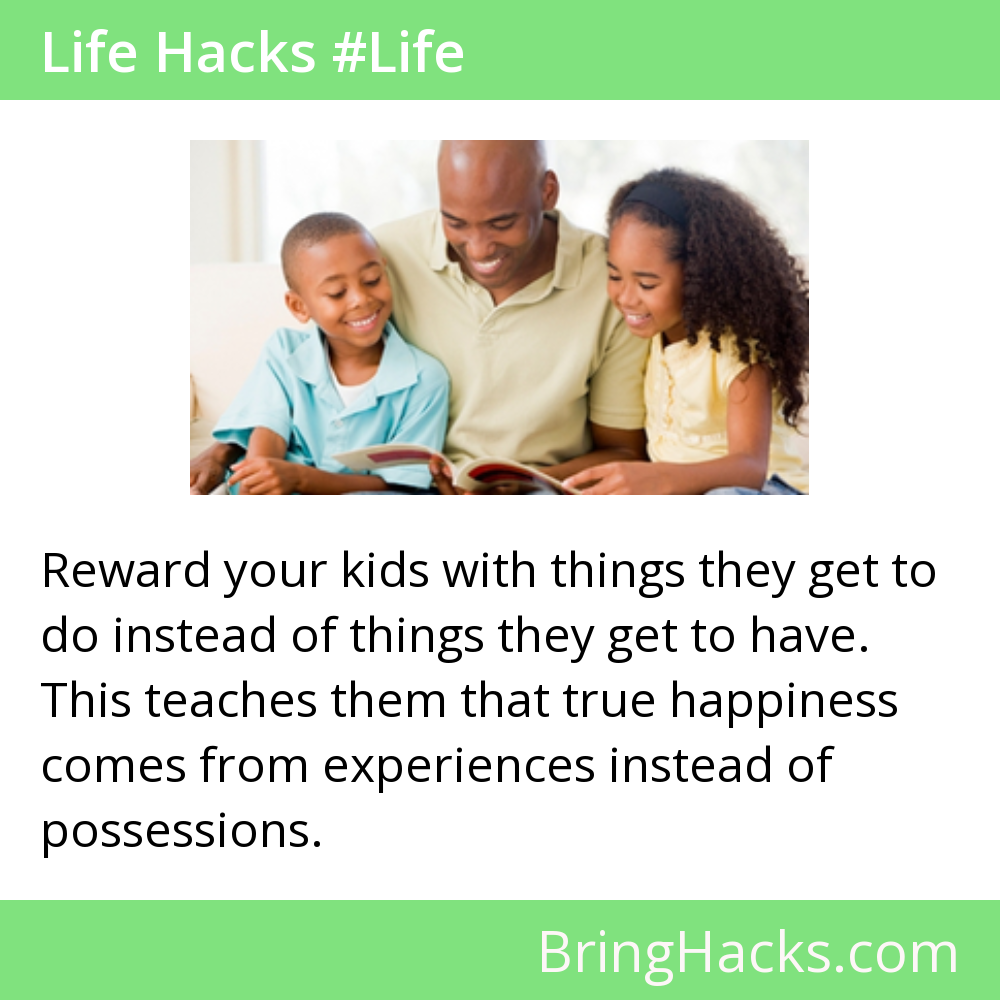 Life Hacks #Life
Reward your kids with things they get to
do instead of things they get to have.
This teaches them that true happiness
comes from experiences instead of
possessions.
BringHacks.com